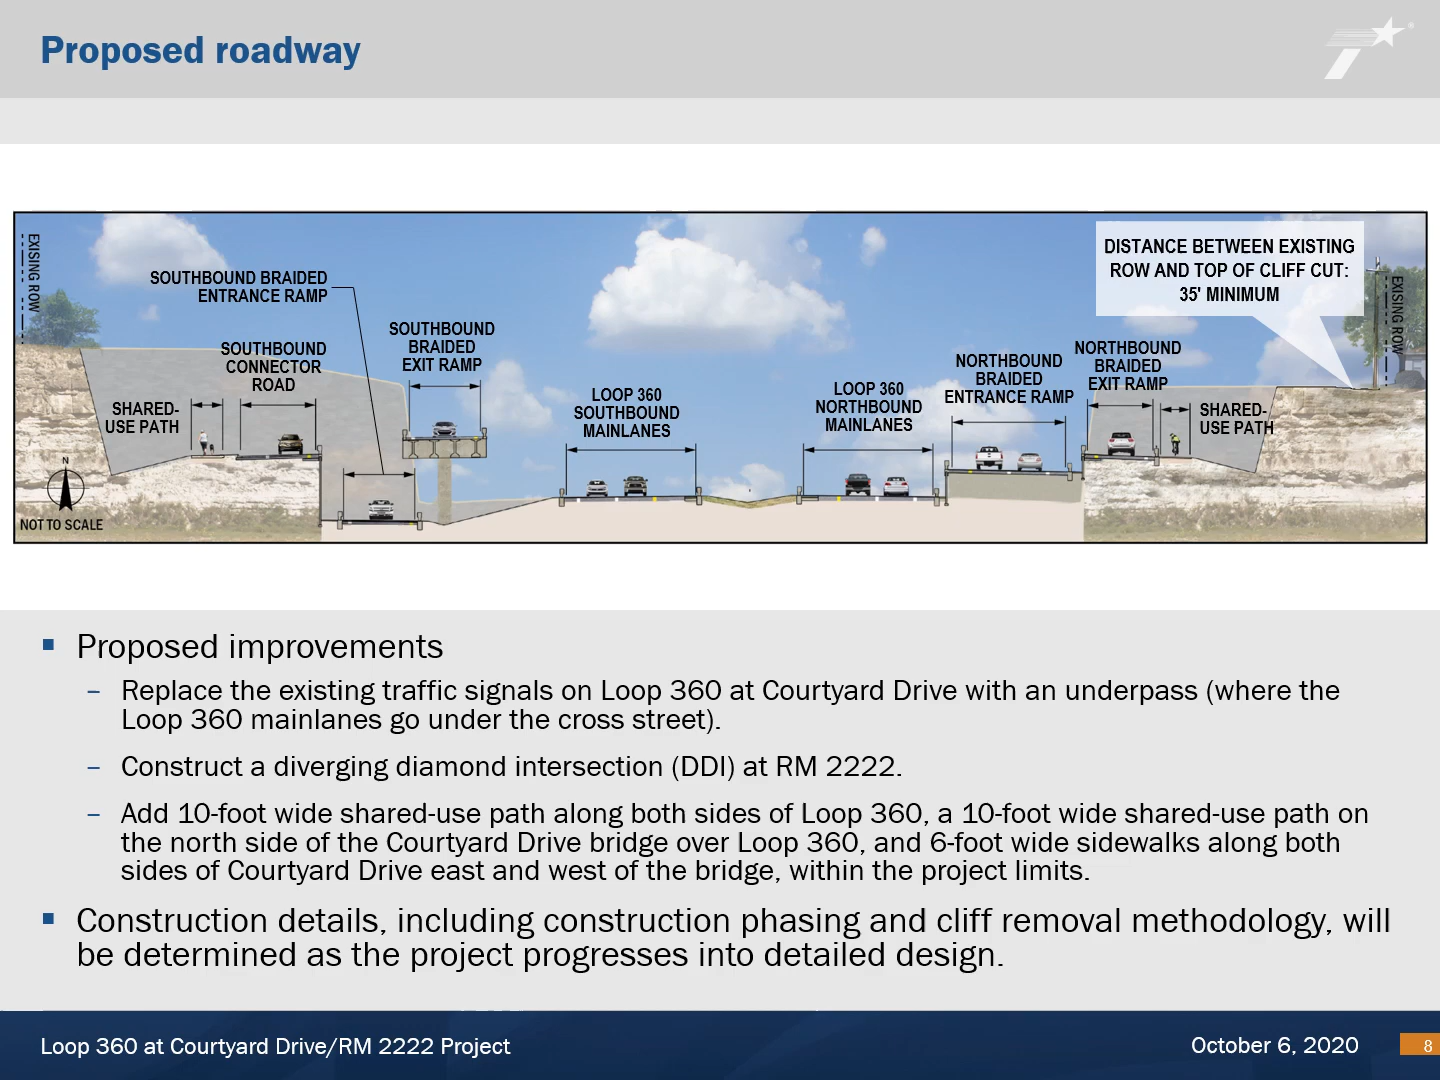 Proposed roadway
EXISING ROW
SOUTHBOUND BRAIDED
ENTRANCE RAMP
SOUTHBOUND
CONNECTOR
ROAD
SHARED-
USE PATH
SOUTHBOUND
BRAIDED
EXIT RAMP
LOOP 360
SOUTHBOUND
MAINLANES
LOOP 360
NORTHBOUND
MAINLANES
NORTHBOUND
BRAIDED
ENTRANCE RAMP
NORTHBOUND
BRAIDED
EXIT RAMP
SHARED-
USE PATH
DISTANCE BETWEEN EXISTING
ROW AND TOP OF CLIFF CUT:
35' MINIMUM
EXISING ROW
N
NOT TO SCALE
Proposed improvements
– Replace the existing traffic signals on Loop 360 at Courtyard Drive with an underpass (where the
Loop 360 mainlanes go under the cross street).
– Construct a diverging diamond intersection (DDI) at RM 2222.
– Add 10-foot wide shared-use path along both sides of Loop 360, a 10-foot wide shared-use path on
the north side of the Courtyard Drive bridge over Loop 360, and 6-foot wide sidewalks along both
sides of Courtyard Drive east and west of the bridge, within the project limits.
Construction details, including construction phasing and cliff removal methodology, will
be determined as the project progresses into detailed design.
Loop 360 at Courtyard Drive/RM 2222 Project
October 6, 2020
8